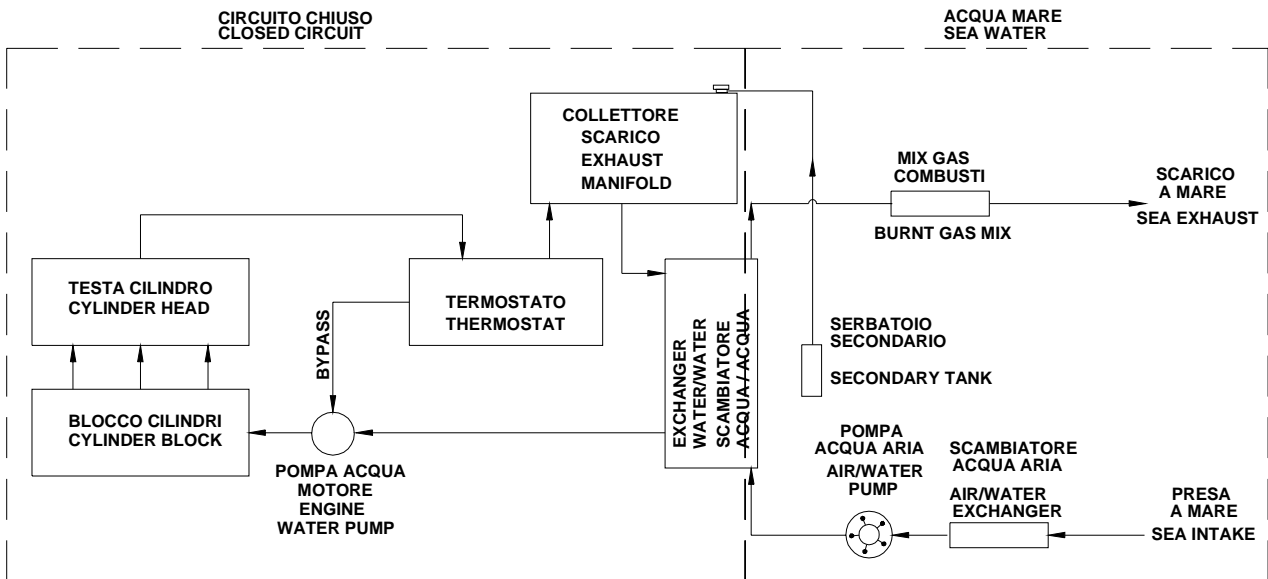 CIRCUITO CHIUSO
CLOSED CIRCUIT
ACQUA MARE
SEA WATER
COLLETTORE
SCARICO
EXHAUST
MANIFOLD
MIX GAS
COMBUSTI
BURNT GAS MIX
SCARICO
A MARE
SEA EXHAUST
TESTA CILINDRO
CYLINDER HEAD
TERMOSTATO
THERMOSTAT
BYPASS
EXCHANGER
WATER/WATER
SCAMBIATORE
ACQUA / ACQUA
SERBATOIO
SECONDARIO
SECONDARY TANK
BLOCCO CILINDRI
CYLINDER BLOCK
POMPA ACQUA
MOTORE
ENGINE
WATER PUMP
POMPA
ACQUA ARIA
AIR/WATER
PUMP
SCAMBIATORE
ACQUA ARIA
AIR/WATER
EXCHANGER
PRESA
A MARE
SEA INTAKE